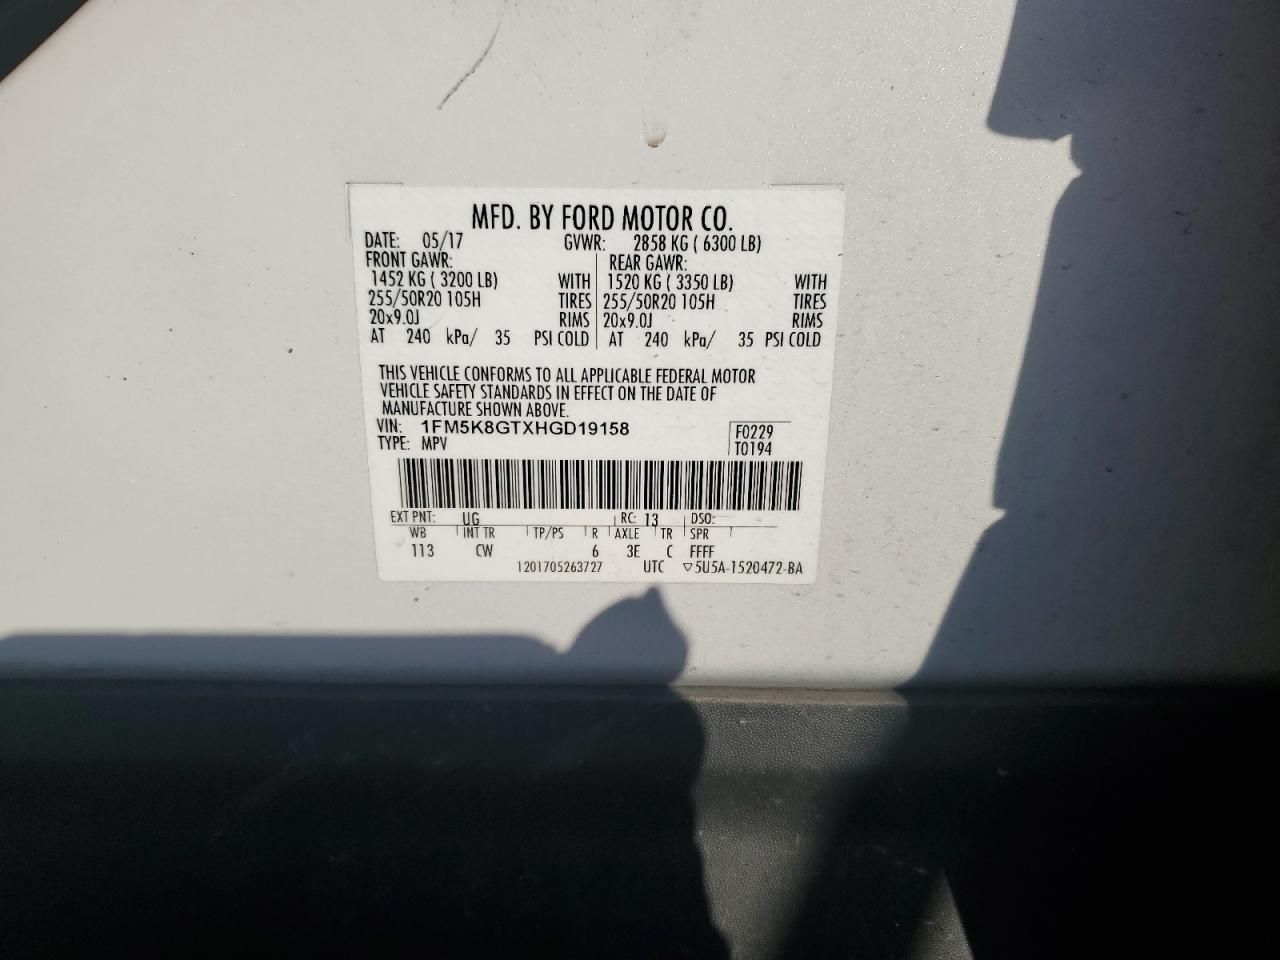 MFD. BY FORD MOTOR CO.
DATE: 05/17 GVWR: 2858 KG ( 6300 LB)
FRONT GAWR: REAR GAWR:
1452 KG ( 3200 LB) WITH 1520 KG ( 3350 LB) WITH
255/50R20 105H TIRES 255/50R20 105H TIRES
20x9.0J RIMS 20x9.0J RIMS
AT 240 kPa/ 35 PSI COLD AT 240 kPa/ 35 PSI COLD
THIS VEHICLE CONFORMS TO ALL APPLICABLE FEDERAL MOTOR
VEHICLE SAFETY STANDARDS IN EFFECT ON THE DATE OF
MANUFACTURE SHOWN ABOVE.
VIN: 1FM5K8GTXHGD19158 F0229
TYPE: MPV T0194
EXT PNT: UG RC: 13 DSO:
WB INT TR TP/PS R AXLE TR SPR
113 CW 6 3E C FFFF
1201705263727 UTC ▽5U5A-1520472-BA